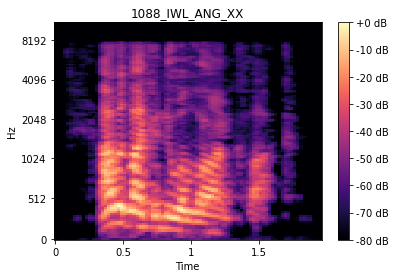 1088_IWL_ANG_XX
8192
4096
2048
1024
512
0
Hz
0
0.5
1
1.5
Time
+0 dB
-10 dB
-20 dB
-30 dB
-40 dB
-50 dB
-60 dB
-70 dB
-80 dB